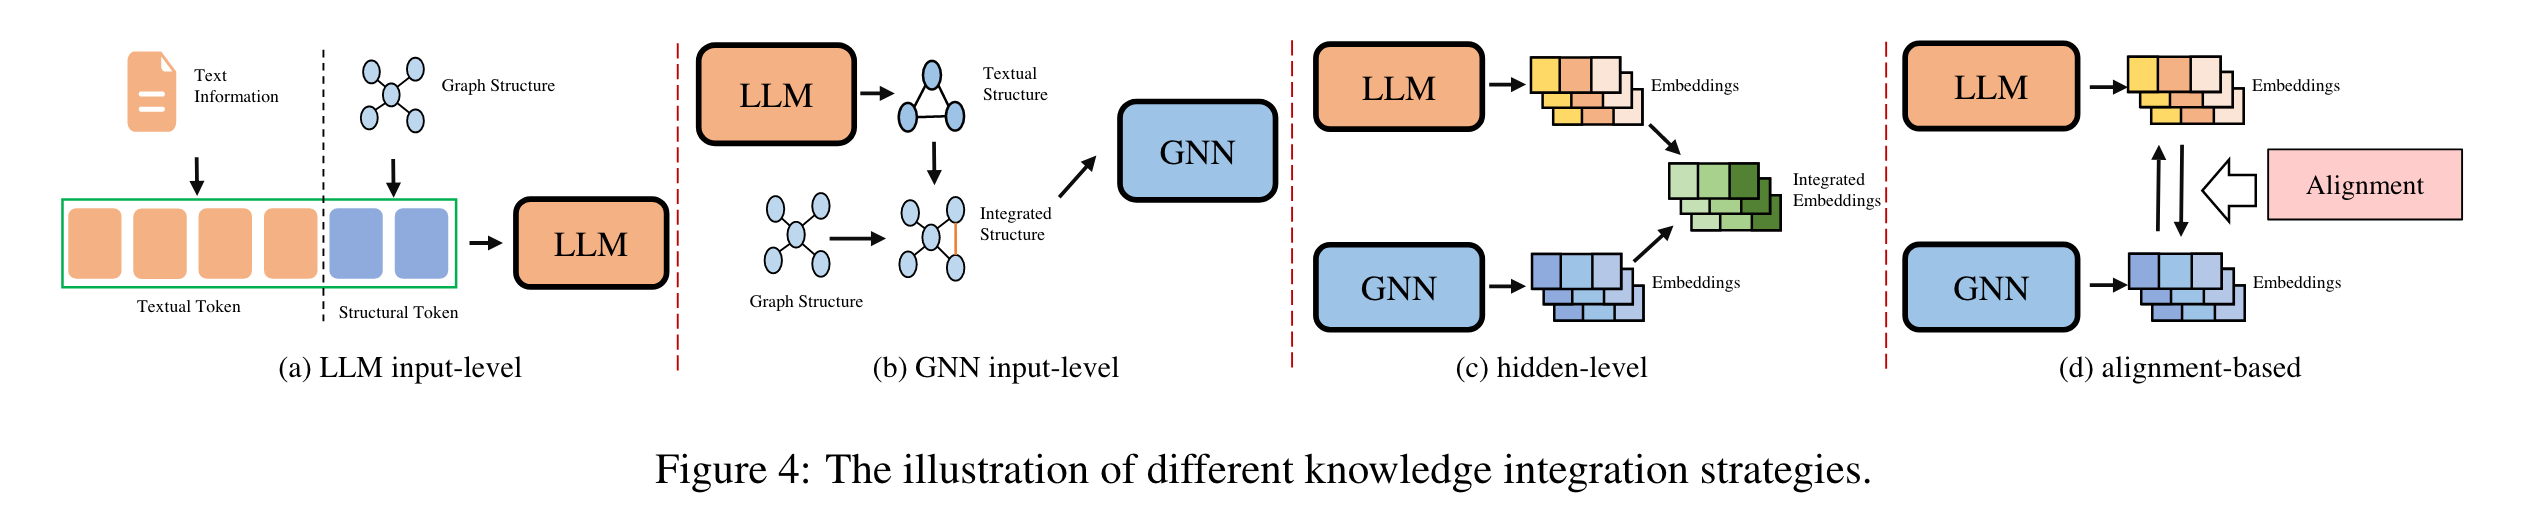 Text
Information
Graph Structure
Textual Token
Structural Token
LLM
(a) LLM input-level
LLM
Textual
Structure
Graph Structure
Integrated
Structure
GNN
(b) GNN input-level
LLM
Embeddings
Integrated
Embeddings
GNN
Embeddings
(c) hidden-level
LLM
Embeddings
Alignment
GNN
Embeddings
(d) alignment-based
Figure 4: The illustration of different knowledge integration strategies.